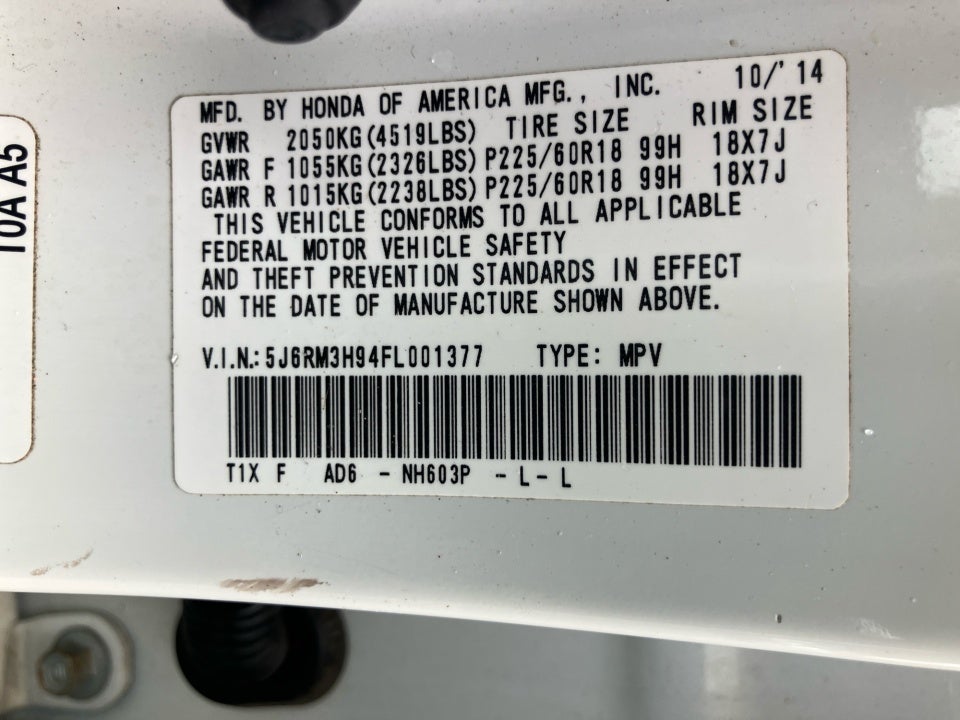 MFD. BY HONDA OF AMERICA MFG., INC. 10/'14
GVWR 2050KG(4519LBS) TIRE SIZE RIM SIZE
GAWR F 1055KG(2326LBS) P225/60R18 99H 18X7J
GAWR R 1015KG(2238LBS) P225/60R18 99H 18X7J
THIS VEHICLE CONFORMS TO ALL APPLICABLE
FEDERAL MOTOR VEHICLE SAFETY
AND THEFT PREVENTION STANDARDS IN EFFECT
ON THE DATE OF MANUFACTURE SHOWN ABOVE.
V.I.N.: 5J6RM3H94FL001377 TYPE: MPV
T1X F AD6 - NH603P - L - L
10A A5